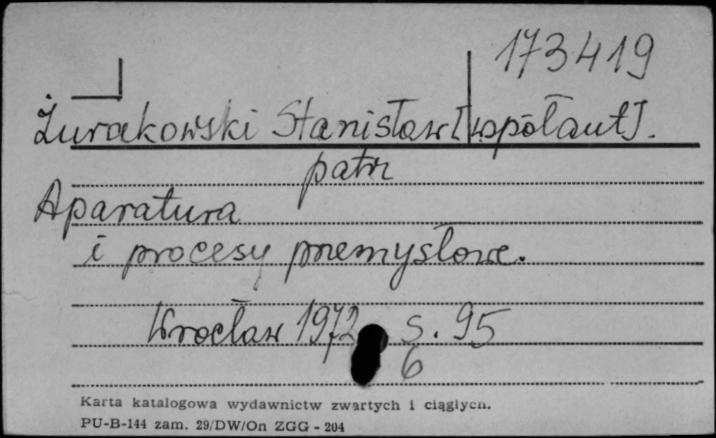 173419
Żurakowski Stanisław [współaut].
patrz
Aparatura
i procesy przemysłowe.
Wrocław 1972 s. 95
6
Karta katalogowa wydawnictw zwartych i ciągłych.
PU-B-144 zam. 29/DW/On ZGG - 204